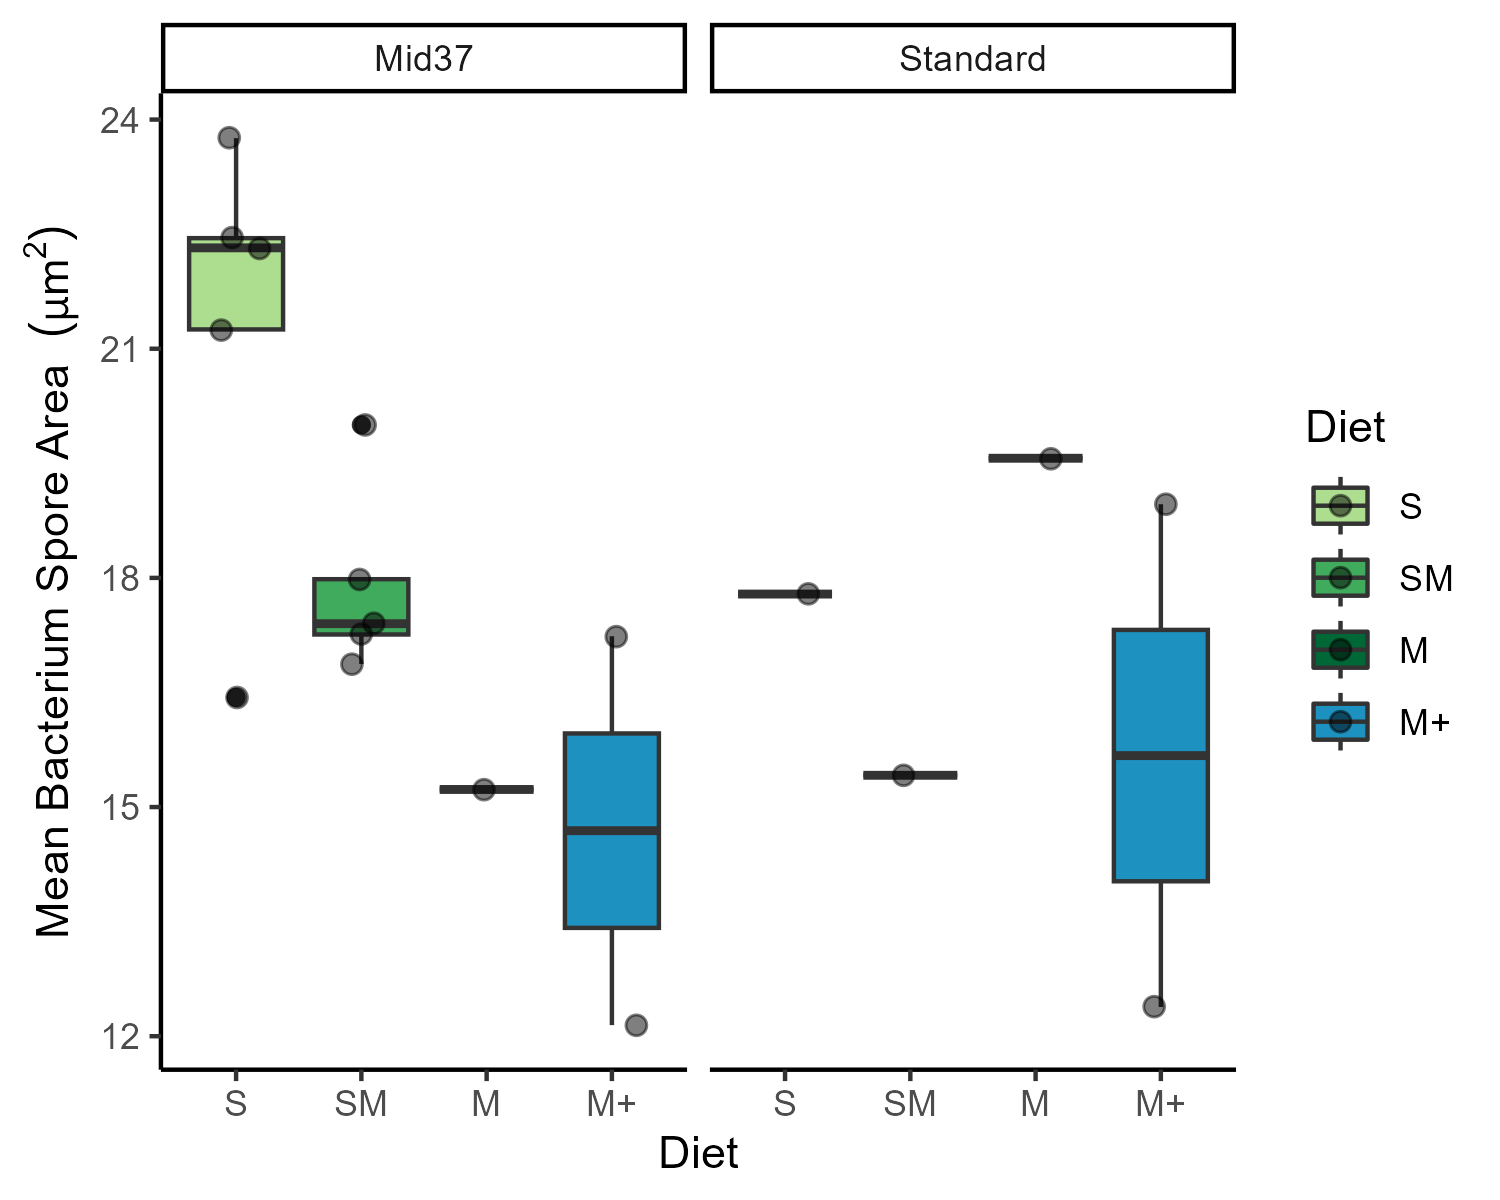 Mid37
Standard
24
21
18
15
12
Mean Bacterium Spore Area (µm²)
S
SM
M
M+
S
SM
M
M+
Diet
Diet
S
SM
M
M+